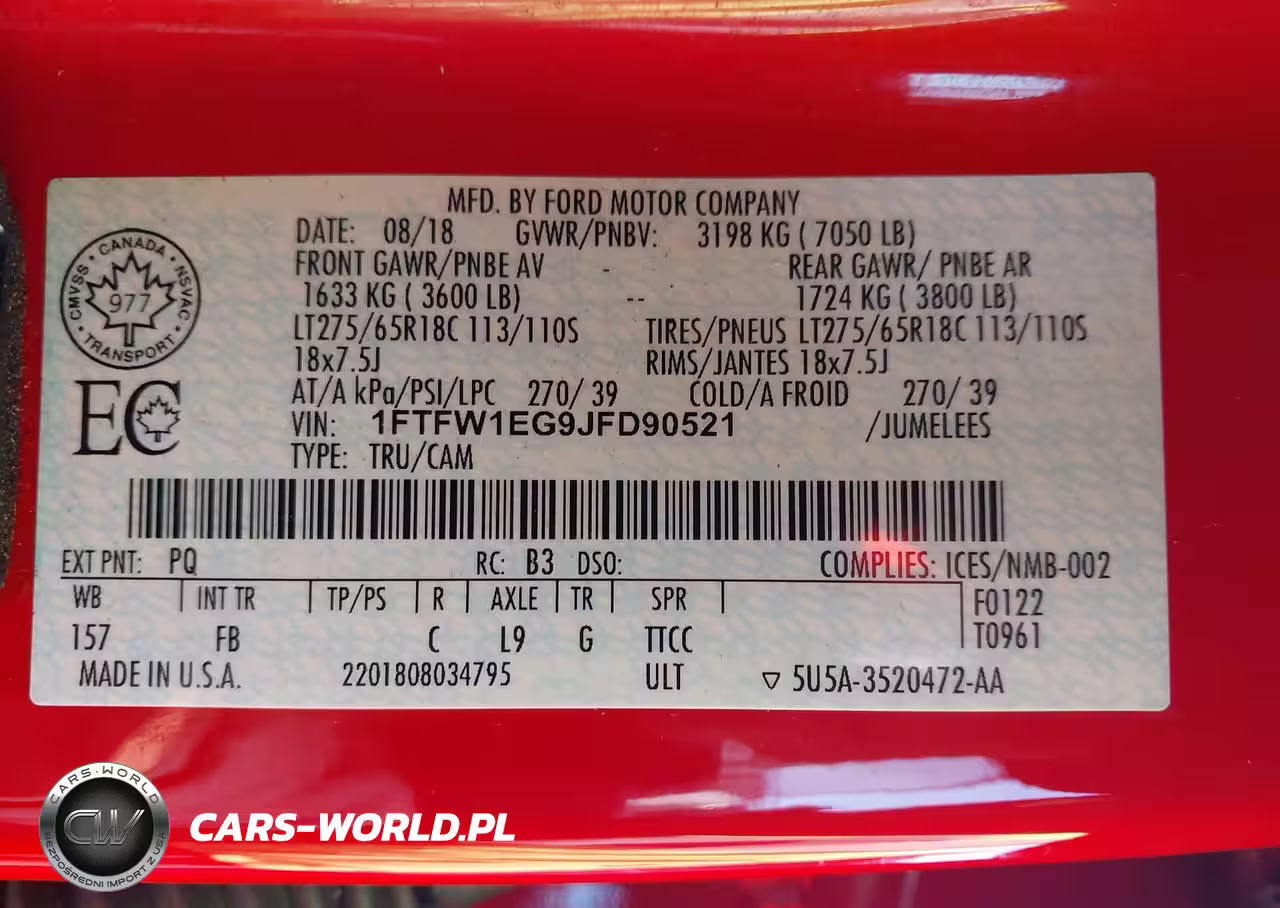 MFD. BY FORD MOTOR COMPANY
DATE: 08/18 GVWR/PNBV: 3198 KG ( 7050 LB)
FRONT GAWR/PNBE AV - REAR GAWR/ PNBE AR
1633 KG ( 3600 LB) -- 1724 KG ( 3800 LB)
LT275/65R18C 113/110S TIRES/PNEUS LT275/65R18C 113/110S
18x7.5J RIMS/JANTES 18x7.5J
AT/A kPa/PSI/LPC 270/ 39 COLD/A FROID 270/ 39
VIN: 1FTFW1EG9JFD90521 /JUMELEES
TYPE: TRU/CAM
CANADA
CMVSS • NSVAC
977
TRANSPORT
EC
EXT PNT: PQ RC: B3 DSO: COMPLIES: ICES/NMB-002
WB INT TR TP/PS R AXLE TR SPR F0122
157 FB C L9 G TTCC T0961
MADE IN U.S.A. 2201808034795 ULT ▽ 5U5A-3520472-AA
CARS-WORLD
CW
BEZPOŚREDNI IMPORT Z USA
CARS-WORLD.PL